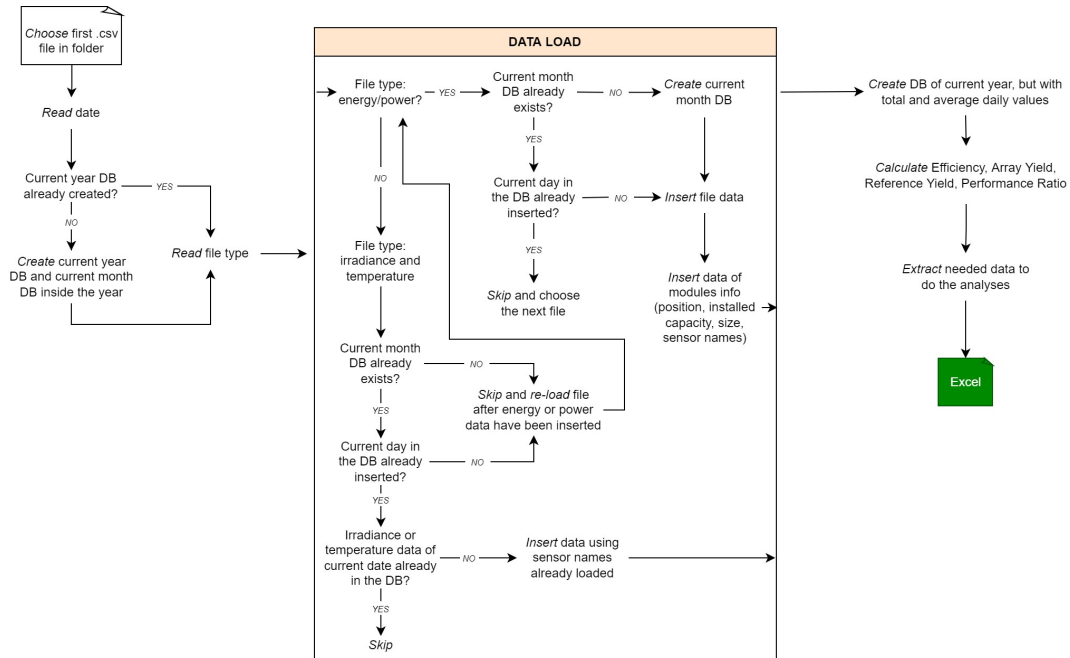 Choose first .csv
file in folder
Read date
Current year DB
already created?
YES
NO
Create current year
DB and current month
DB inside the year
Read file type
DATA LOAD
File type:
energy/power?
YES
Current month
DB already
exists?
NO
Create current
month DB
YES
Current day in
the DB already
inserted?
NO
Insert file data
YES
Skip and choose
the next file
Insert data of
modules info
(position, installed
capacity, size,
sensor names)
NO
File type:
irradiance and
temperature
Current month
DB already
exists?
NO
Skip and re-load file
after energy or power
data have been inserted
YES
Current day in
the DB already
inserted?
NO
YES
Irradiance or
temperature data of
current date already
in the DB?
NO
Insert data using
sensor names
already loaded
YES
Skip
Create DB of current year, but with
total and average daily values
Calculate Efficiency, Array Yield,
Reference Yield, Performance Ratio
Extract needed data to
do the analyses
Excel